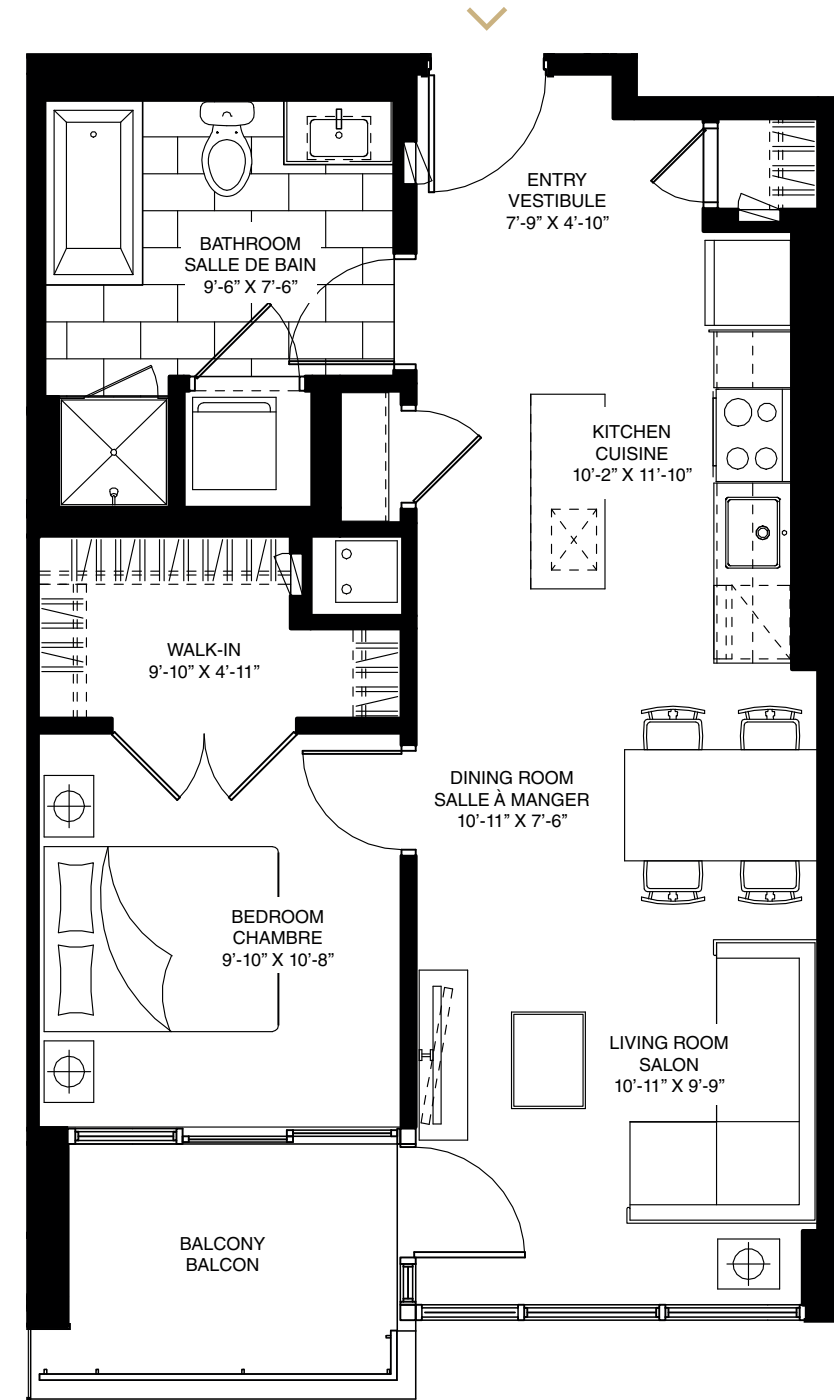 ENTRY
VESTIBULE
7’-9” X 4’-10”
BATHROOM
SALLE DE BAIN
9’-6” X 7’-6”
KITCHEN
CUISINE
10’-2” X 11’-10”
WALK-IN
9’-10” X 4’-11”
DINING ROOM
SALLE À MANGER
10’-11” X 7’-6”
BEDROOM
CHAMBRE
9’-10” X 10’-8”
LIVING ROOM
SALON
10’-11” X 9’-9”
BALCONY
BALCON